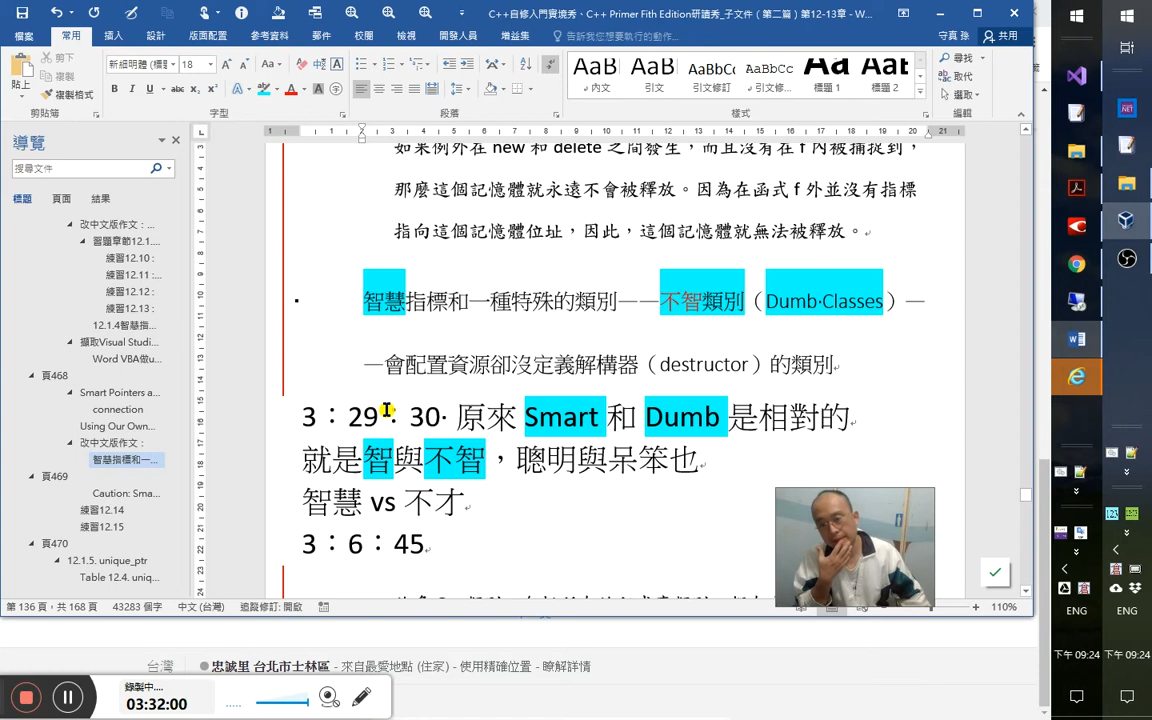 C++自修入門實境秀、C++ Primer Fifth Edition研讀秀_子文件（第二篇）第12-13章 - W...
檔案 常用 插入 設計 版面配置 參考資料 郵件 校閱 檢視 開發人員 增益集 告訴我您想要執行的動作... 守真 孫 共用
貼上 剪下 複製 複製格式
新細明體 (標題 18
AaB AaB AaBbC AaBbCc Aa AaB
內文 引文 引文修訂 引文修... 標題 1 標題 2
尋找 取代 選取
剪貼簿 字型 段落 樣式 編輯
導覽
搜尋文件
標題 頁面 結果
改中文版作文：...
習題章節12.1...
練習12.10：
練習12.11：...
練習12.12：
練習12.13：
12.1.4智慧指...
擷取Visual Studi...
Word VBA做u...
頁468
Smart Pointers a...
connection
Using Our Own...
改中文版作文：...
智慧指標和一...
頁469
Caution: Sma...
練習12.14
練習12.15
頁470
12.1.5. unique_ptr
Table 12.4. uniq...
如果例外在 new 和 delete 之間發生，而且沒有在 f 內被捕捉到，
那麼這個記憶體就永遠不會被釋放。因為在函式 f 外並沒有指標
指向這個記憶體位址，因此，這個記憶體就無法被釋放。
智慧指標和一種特殊的類別——不智類別（Dumb·Classes）—
—會配置資源卻沒定義解構器（destructor）的類別
3：29：30· 原來 Smart 和 Dumb 是相對的
就是智與不智，聰明與呆笨也
智慧 vs 不才
3：6：45
第 136 頁，共 168 頁 43283 個字 中文 (台灣) 追蹤修訂: 開啟 110%
台灣 忠誠里 台北市士林區 - 來自最愛地點 (住家) - 使用精確位置 - 瞭解詳情
錄製中....
03:32:00
ENG ENG
下午 09:24 下午 09:24